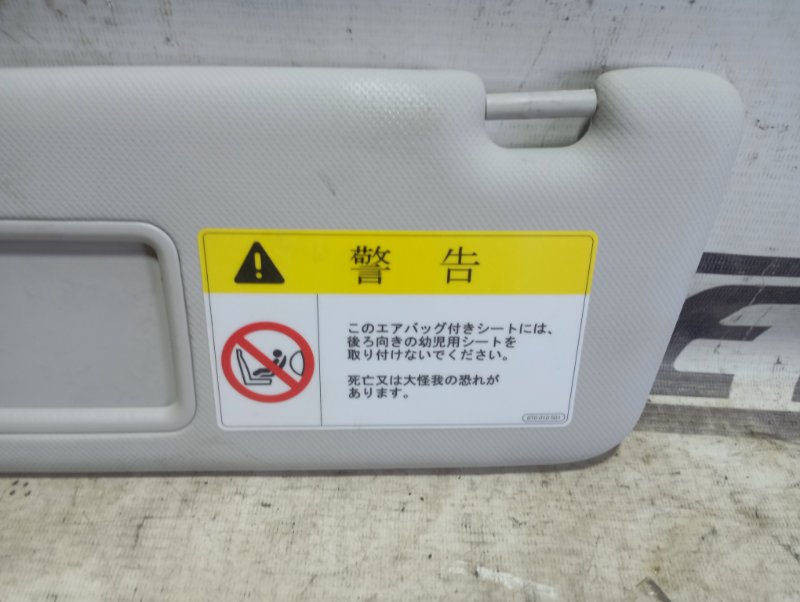 警告
このエアバッグ付きシートには、
後ろ向きの幼児用シートを
取り付けないでください。
死亡又は大怪我の恐れが
あります。